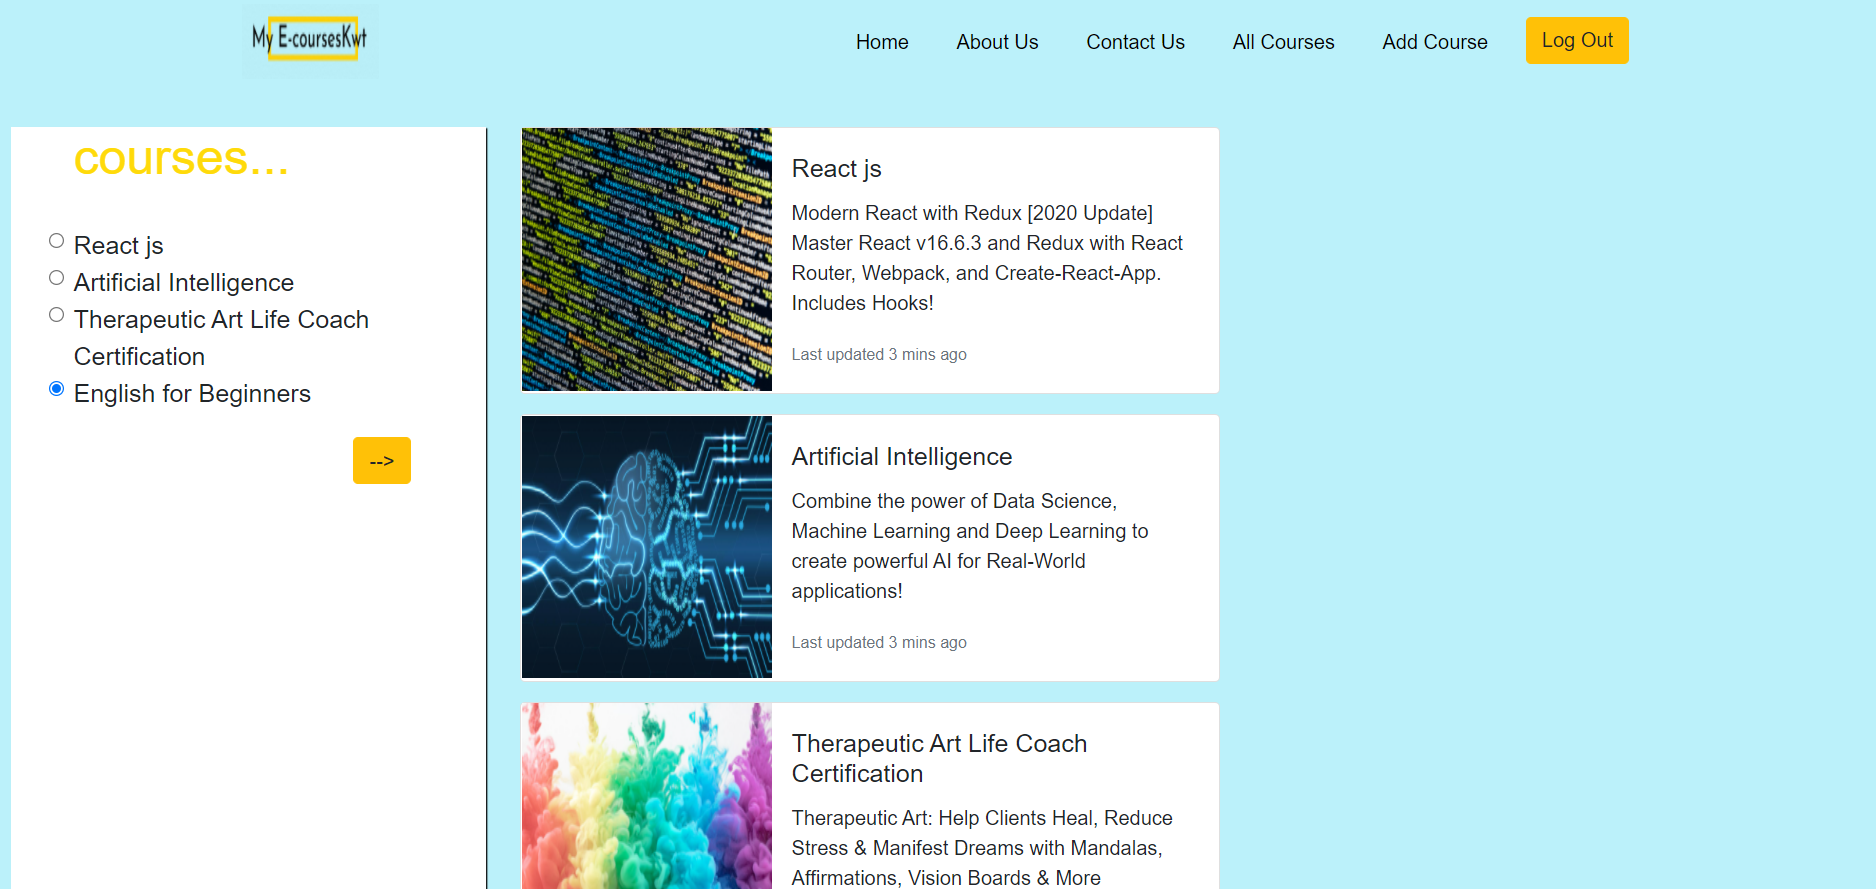 My E-coursesKwt
Home
About Us
Contact Us
All Courses
Add Course
Log Out
courses...
React js
Artificial Intelligence
Therapeutic Art Life Coach
Certification
English for Beginners
-->
React js
Modern React with Redux [2020 Update]
Master React v16.6.3 and Redux with React
Router, Webpack, and Create-React-App.
Includes Hooks!
Last updated 3 mins ago
Artificial Intelligence
Combine the power of Data Science,
Machine Learning and Deep Learning to
create powerful AI for Real-World
applications!
Last updated 3 mins ago
Therapeutic Art Life Coach
Certification
Therapeutic Art: Help Clients Heal, Reduce
Stress & Manifest Dreams with Mandalas,
Affirmations, Vision Boards & More